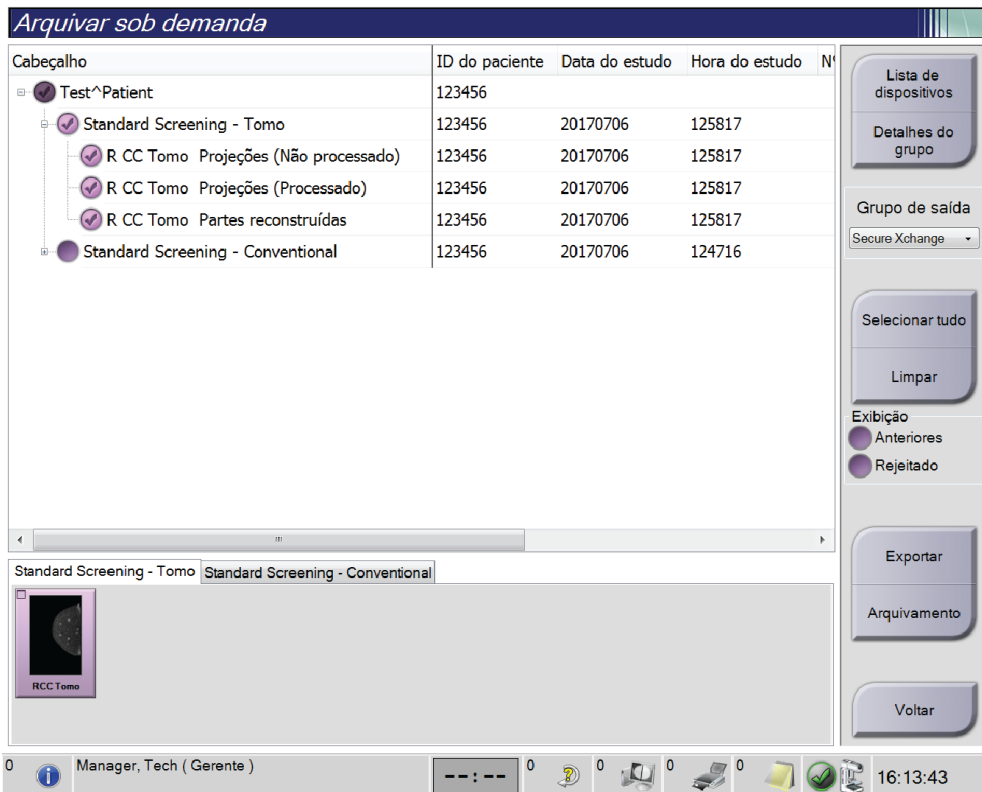 Arquivar sob demanda
Cabeçalho ID do paciente Data do estudo Hora do estudo Nº
Test^Patient 123456
Standard Screening - Tomo 123456 20170706 125817
R CC Tomo Projeções (Não processado) 123456 20170706 125817
R CC Tomo Projeções (Processado) 123456 20170706 125817
R CC Tomo Partes reconstruídas 123456 20170706 125817
Standard Screening - Conventional 123456 20170706 124716
Lista de
dispositivos
Detalhes do
grupo
Grupo de saída
Secure Xchange
Selecionar tudo
Limpar
Exibição
Anteriores
Rejeitado
Exportar
Arquivamento
Voltar
Standard Screening - Tomo Standard Screening - Conventional
RCC Tomo
0 Manager, Tech ( Gerente ) --:-- 0 0 0 0 16:13:43